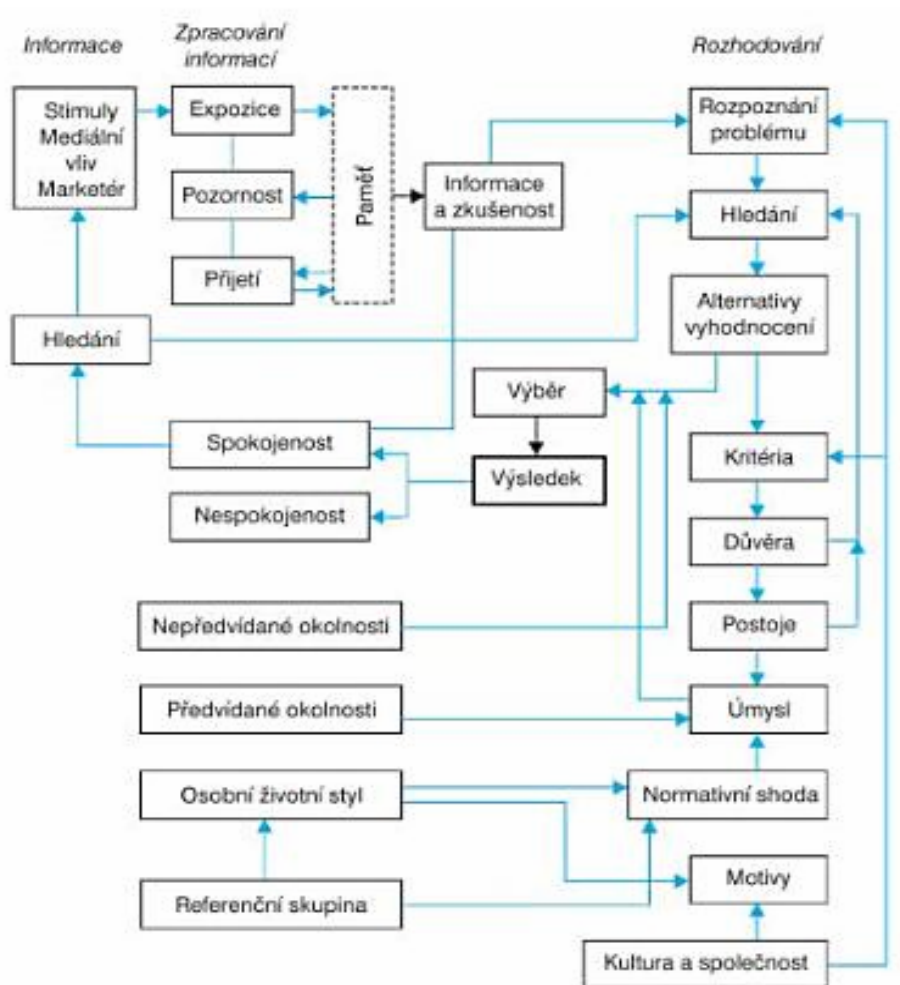 Informace
Zpracování
informací
Rozhodování
Stimuly
Mediální
vliv
Marketér
Expozice
Pozornost
Přijetí
Paměť
Informace
a zkušenost
Rozpoznání
problému
Hledání
Alternativy
vyhodnocení
Hledání
Výběr
Spokojenost
Výsledek
Nespokojenost
Kritéria
Důvěra
Nepředvídané okolnosti
Postoje
Předvídané okolnosti
Úmysl
Osobní životní styl
Normativní shoda
Motivy
Referenční skupina
Kultura a společnost